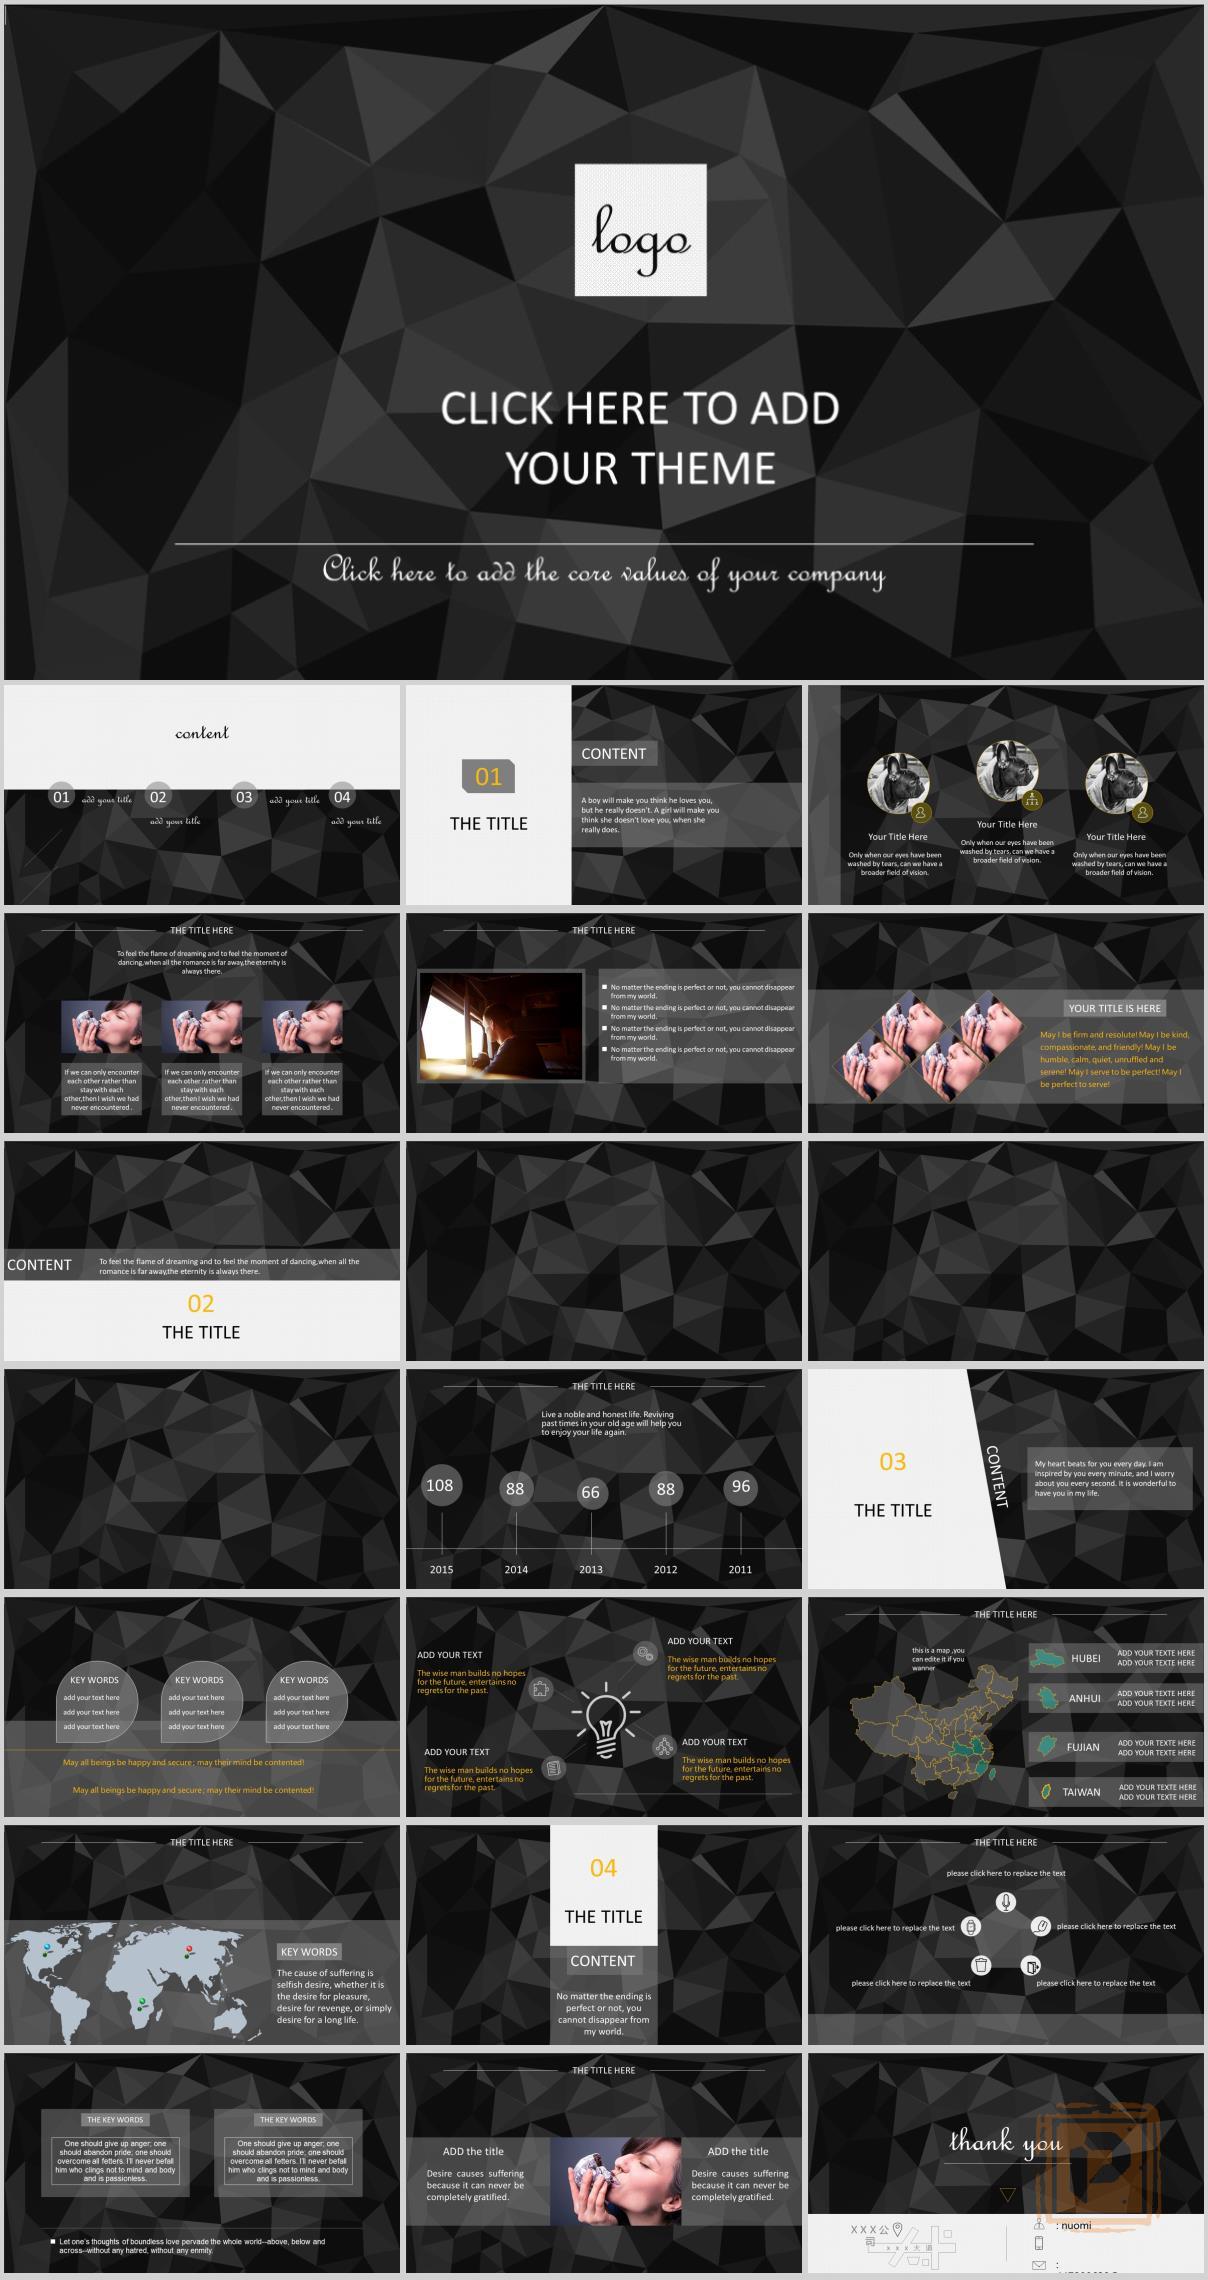 logo
CLICK HERE TO ADD
YOUR THEME
Click here to add the core values of your company
content
01 add your title 02 03 add your title 04
add your title add your title
01
THE TITLE
CONTENT
A boy will make you think he loves you,
but he really doesn't. A girl will make you
think she doesn't love you, when she
really does.
Your Title Here
Only when our eyes have been
washed by tears, can we have a
broader field of vision.
Your Title Here
Only when our eyes have been
washed by tears, can we have a
broader field of vision.
Your Title Here
Only when our eyes have been
washed by tears, can we have a
broader field of vision.
THE TITLE HERE
To feel the flame of dreaming and to feel the moment of
dancing,when all the romance is far away,the eternity is
always there.
If we can only encounter
each other rather than
stay with each
other,then I wish we had
never encountered .
If we can only encounter
each other rather than
stay with each
other,then I wish we had
never encountered .
If we can only encounter
each other rather than
stay with each
other,then I wish we had
never encountered .
THE TITLE HERE
No matter the ending is perfect or not, you cannot disappear
from my world.
No matter the ending is perfect or not, you cannot disappear
from my world.
No matter the ending is perfect or not, you cannot disappear
from my world.
No matter the ending is perfect or not, you cannot disappear
from my world.
YOUR TITLE IS HERE
May I be firm and resolute! May I be kind,
compassionate, and friendly! May I be
humble, calm, quiet, unruffled and
serene! May I serve to be perfect! May I
be perfect to serve!
CONTENT
To feel the flame of dreaming and to feel the moment of dancing,when all the
romance is far away,the eternity is always there.
02
THE TITLE
THE TITLE HERE
Live a noble and honest life. Reviving
past times in your old age will help you
to enjoy your life again.
108 88 66 88 96
2015 2014 2013 2012 2011
03
THE TITLE
CONTENT
My heart beats for you every day. I am
inspired by you every minute, and I worry
about you every second. It is wonderful to
have you in my life.
KEY WORDS
add your text here
add your text here
add your text here
KEY WORDS
add your text here
add your text here
add your text here
KEY WORDS
add your text here
add your text here
add your text here
May all beings be happy and secure; may their mind be contented!
May all beings be happy and secure; may their mind be contented!
ADD YOUR TEXT
The wise man builds no hopes
for the future, entertains no
regrets for the past.
ADD YOUR TEXT
The wise man builds no hopes
for the future, entertains no
regrets for the past.
ADD YOUR TEXT
The wise man builds no hopes
for the future, entertains no
regrets for the past.
ADD YOUR TEXT
The wise man builds no hopes
for the future, entertains no
regrets for the past.
THE TITLE HERE
this is a map ,you
can edite it if you
wanner
HUBEI
ADD YOUR TEXTE HERE
ADD YOUR TEXTE HERE
ANHUI
ADD YOUR TEXTE HERE
ADD YOUR TEXTE HERE
FUJIAN
ADD YOUR TEXTE HERE
ADD YOUR TEXTE HERE
TAIWAN
ADD YOUR TEXTE HERE
ADD YOUR TEXTE HERE
THE TITLE HERE
KEY WORDS
The cause of suffering is
selfish desire, whether it is
the desire for pleasure,
desire for revenge, or simply
desire for a long life.
04
THE TITLE
CONTENT
No matter the ending is
perfect or not, you
cannot disappear from
my world.
THE TITLE HERE
please click here to replace the text
please click here to replace the text
please click here to replace the text
please click here to replace the text
please click here to replace the text
THE KEY WORDS
One should give up anger; one
should abandon pride; one should
overcome all fetters. I'll never befall
him who clings not to mind and body
and is passionless.
THE KEY WORDS
One should give up anger; one
should abandon pride; one should
overcome all fetters. I'll never befall
him who clings not to mind and body
and is passionless.
Let one's thoughts of boundless love pervade the whole world--above, below and
across--without any hatred, without any enmity.
THE TITLE HERE
ADD the title
Desire causes suffering
because it can never be
completely gratified.
ADD the title
Desire causes suffering
because it can never be
completely gratified.
thank you
XXX公
司
x x x 大 道
: nuomi
: